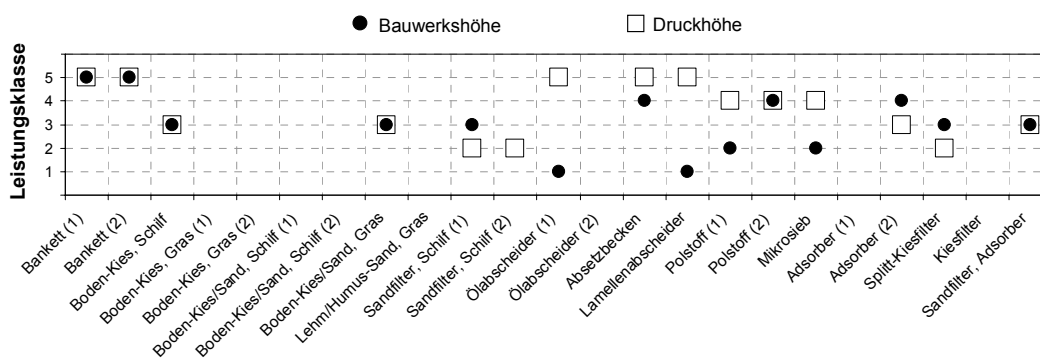 Bauwerkshöhe
Druckhöhe
Leistungsklasse
5
4
3
2
1
Bankett (1)
Bankett (2)
Boden-Kies, Schilf
Boden-Kies, Gras (1)
Boden-Kies, Gras (2)
Boden-Kies/Sand, Schilf (1)
Boden-Kies/Sand, Schilf (2)
Boden-Kies/Sand, Gras
Lehm/Humus-Sand, Gras
Sandfilter, Schilf (1)
Sandfilter, Schilf (2)
Ölabscheider (1)
Ölabscheider (2)
Absetzbecken
Lamellenabscheider
Polstoff (1)
Polstoff (2)
Mikrosieb
Adsorber (1)
Adsorber (2)
Splitt-Kiesfilter
Kiesfilter
Sandfilter, Adsorber